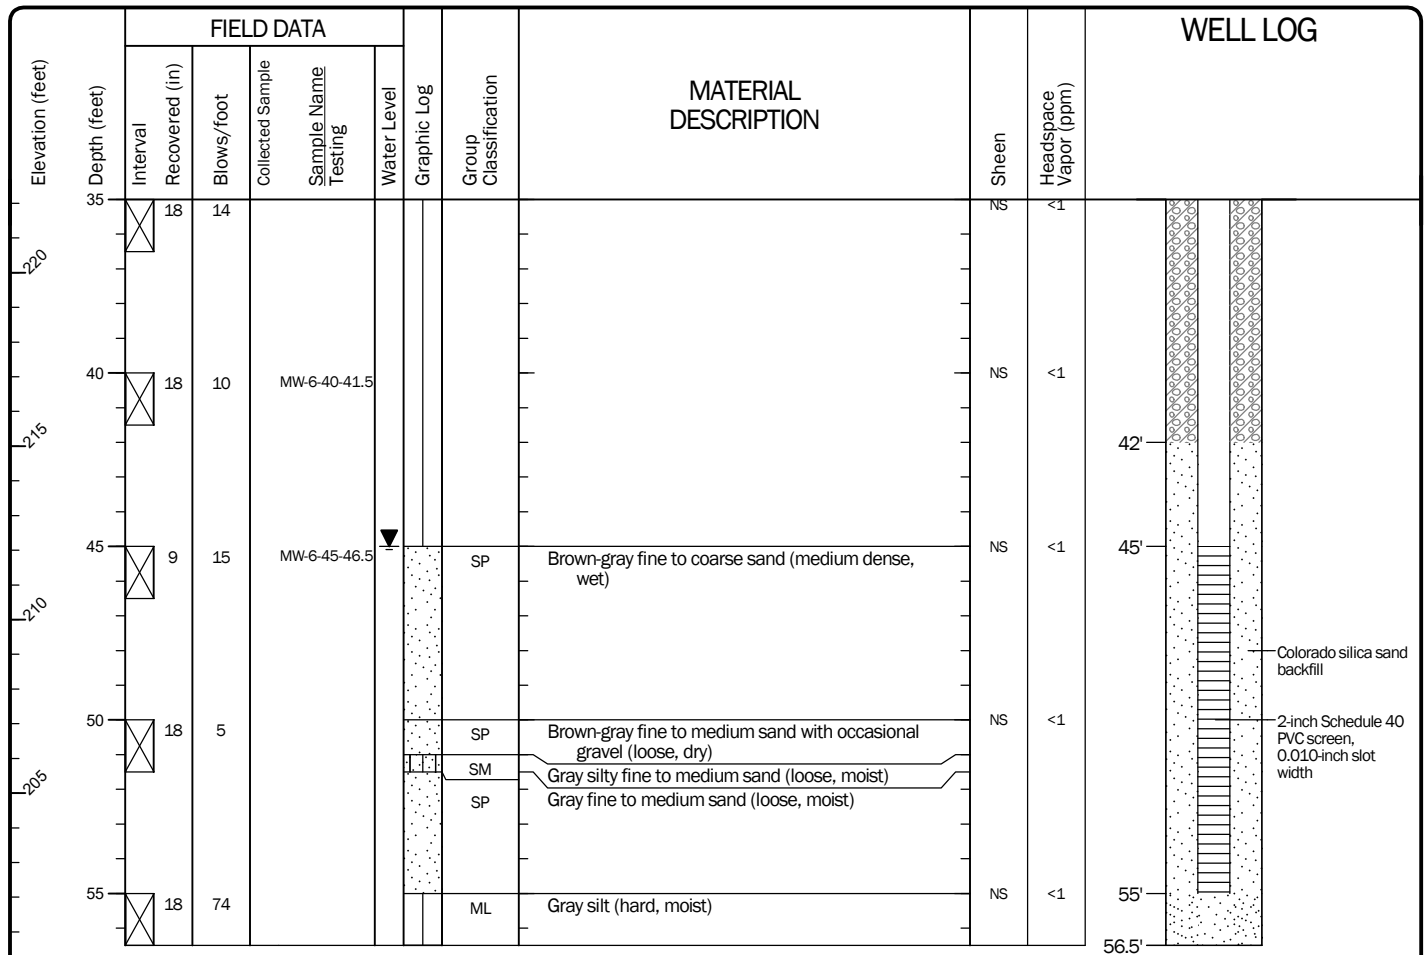 FIELD DATA
WELL LOG
Elevation (feet)
Depth (feet)
Interval
Recovered (in)
Blows/foot
Collected Sample
Sample Name
Testing
Water Level
Graphic Log
Group
Classification
MATERIAL
DESCRIPTION
Sheen
Headspace
Vapor (ppm)
35
18
14
NS
<1
220
40
18
10
MW-6-40-41.5
NS
<1
215
42'
45
9
15
MW-6-45-46.5
SP
Brown-gray fine to coarse sand (medium dense,
wet)
NS
<1
45'
210
Colorado silica sand
backfill
50
18
5
SP
Brown-gray fine to medium sand with occasional
gravel (loose, dry)
NS
<1
2-inch Schedule 40
PVC screen,
0.010-inch slot
width
SM
Gray silty fine to medium sand (loose, moist)
205
SP
Gray fine to medium sand (loose, moist)
55
18
74
ML
Gray silt (hard, moist)
NS
<1
55'
56.5'